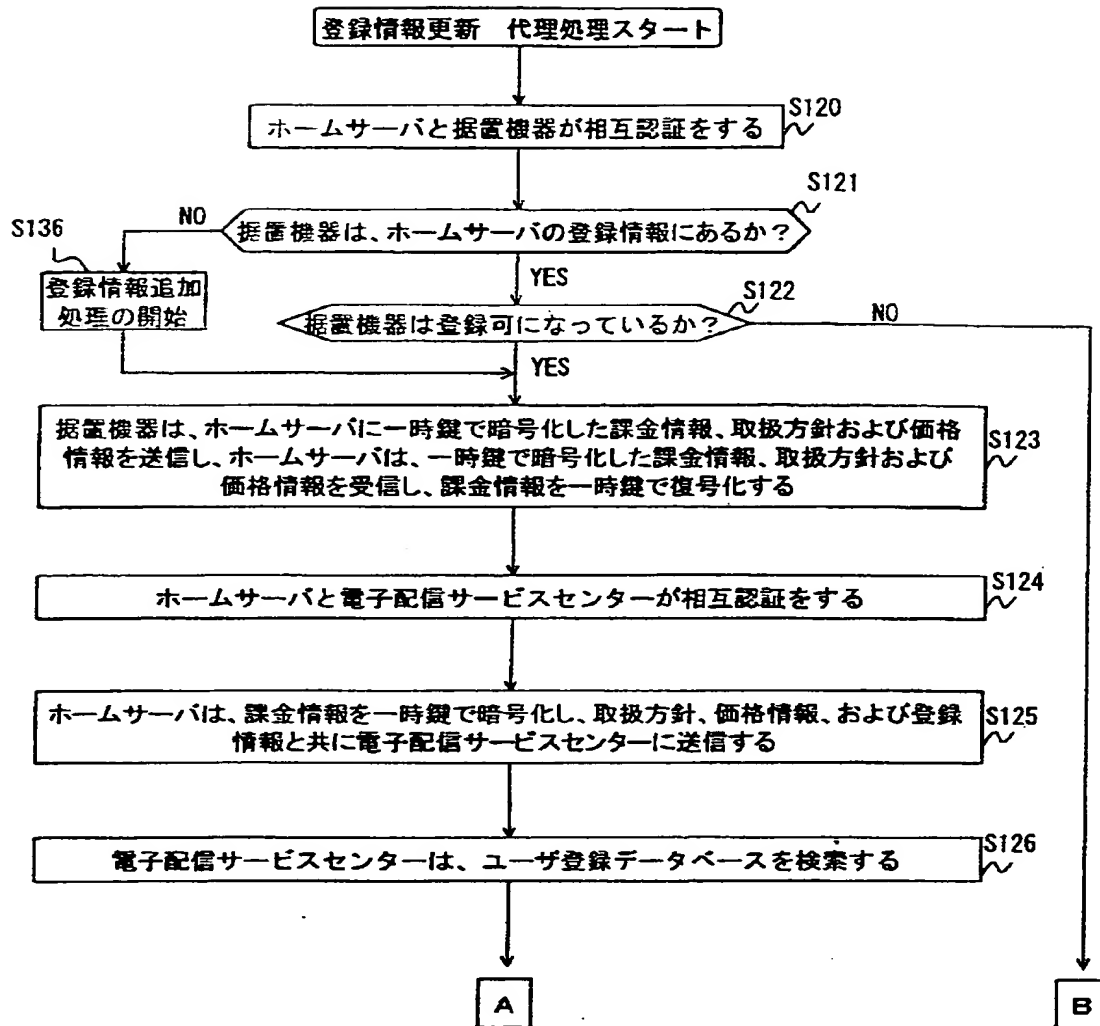 登録情報更新 代理処理スタート
S120
ホームサーバと据置機器が相互認証をする
S121
据置機器は、ホームサーバの登録情報にあるか？
NO
S136
登録情報追加
処理の開始
YES
S122
据置機器は登録可になっているか？
NO
YES
S123
据置機器は、ホームサーバに一時鍵で暗号化した課金情報、取扱方針および価格
情報を送信し、ホームサーバは、一時鍵で暗号化した課金情報、取扱方針および
価格情報を受信し、課金情報を一時鍵で復号化する
S124
ホームサーバと電子配信サービスセンターが相互認証をする
S125
ホームサーバは、課金情報を一時鍵で暗号化し、取扱方針、価格情報、および登録
情報と共に電子配信サービスセンターに送信する
S126
電子配信サービスセンターは、ユーザ登録データベースを検索する
A
B